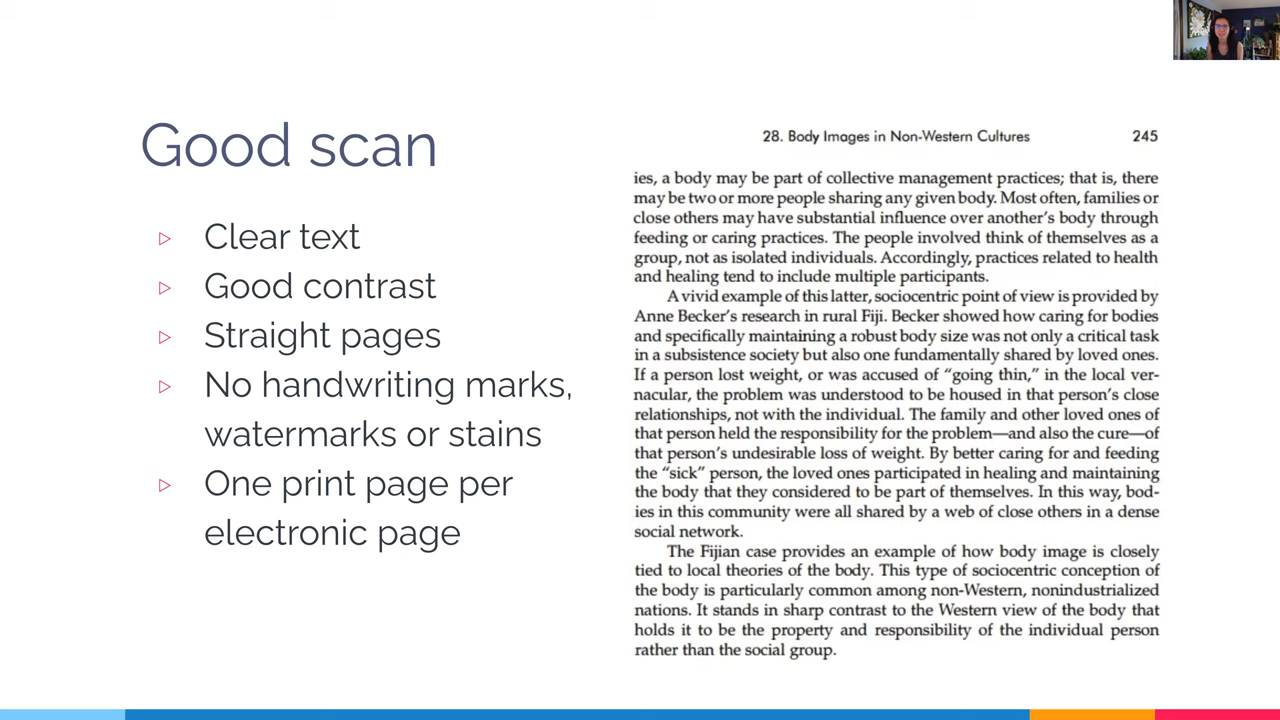 Good scan
Clear text
Good contrast
Straight pages
No handwriting marks,
watermarks or stains
One print page per
electronic page
28. Body Images in Non-Western Cultures 245
ies, a body may be part of collective management practices; that is, there
may be two or more people sharing any given body. Most often, families or
close others may have substantial influence over another's body through
feeding or caring practices. The people involved think of themselves as a
group, not as isolated individuals. Accordingly, practices related to health
and healing tend to include multiple participants.
A vivid example of this latter, sociocentric point of view is provided by
Anne Becker's research in rural Fiji. Becker showed how caring for bodies
and specifically maintaining a robust body size was not only a critical task
in a subsistence society but also one fundamentally shared by loved ones.
If a person lost weight, or was accused of “going thin,” in the local ver-
nacular, the problem was understood to be housed in that person's close
relationships, not with the individual. The family and other loved ones of
that person held the responsibility for the problem—and also the cure—of
that person's undesirable loss of weight. By better caring for and feeding
the “sick” person, the loved ones participated in healing and maintaining
the body that they considered to be part of themselves. In this way, bod-
ies in this community were all shared by a web of close others in a dense
social network.
The Fijian case provides an example of how body image is closely
tied to local theories of the body. This type of sociocentric conception of
the body is particularly common among non-Western, nonindustrialized
nations. It stands in sharp contrast to the Western view of the body that
holds it to be the property and responsibility of the individual person
rather than the social group.